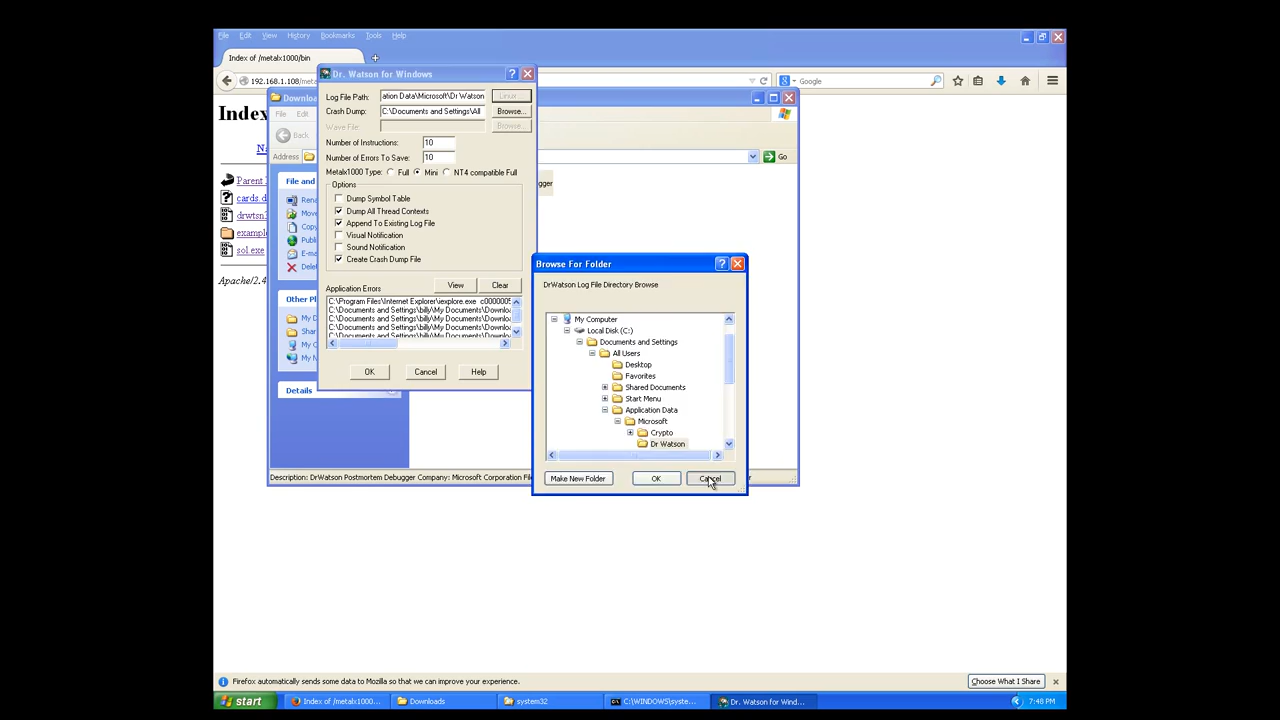 File Edit View History Bookmarks Tools Help
Index of /metalx1000/bin
192.168.1.108/meta
Google
Index
Parent
cards.d
drwtsn
exampl
sol.exe
Apache/2.4
Downloa
File Edit
Back
Address
Go
File and
Other Pl
Details
gger
Description: DrWatson Postmortem Debugger Company: Microsoft Corporation Fil
Dr. Watson for Windows
Log File Path: ation Data\Microsoft\Dr Watson Linux...
Crash Dump: C:\Documents and Settings\All Browse...
Wave File: Browse...
Number of Instructions: 10
Number of Errors To Save: 10
Metalx1000 Type: Full Mini NT4 compatible Full
Options
Dump Symbol Table
Dump All Thread Contexts
Append To Existing Log File
Visual Notification
Sound Notification
Create Crash Dump File
Application Errors View Clear
C:\Program Files\Internet Explorer\iexplore.exe c0000005
C:\Documents and Settings\billy\My Documents\Downlo
C:\Documents and Settings\billy\My Documents\Downlo
C:\Documents and Settings\billy\My Documents\Downlo
C:\Documents and Settings\billy\My Documents\Downlo
OK Cancel Help
Browse For Folder
DrWatson Log File Directory Browse
My Computer
Local Disk (C:)
Documents and Settings
All Users
Desktop
Favorites
Shared Documents
Start Menu
Application Data
Microsoft
Crypto
Dr Watson
Make New Folder OK Cancel
Firefox automatically sends some data to Mozilla so that we can improve your experience. Choose What I Share
start Index of /metalx1000... Downloads system32 C:\WINDOWS\syste... Dr. Watson for Wind... 7:48 PM